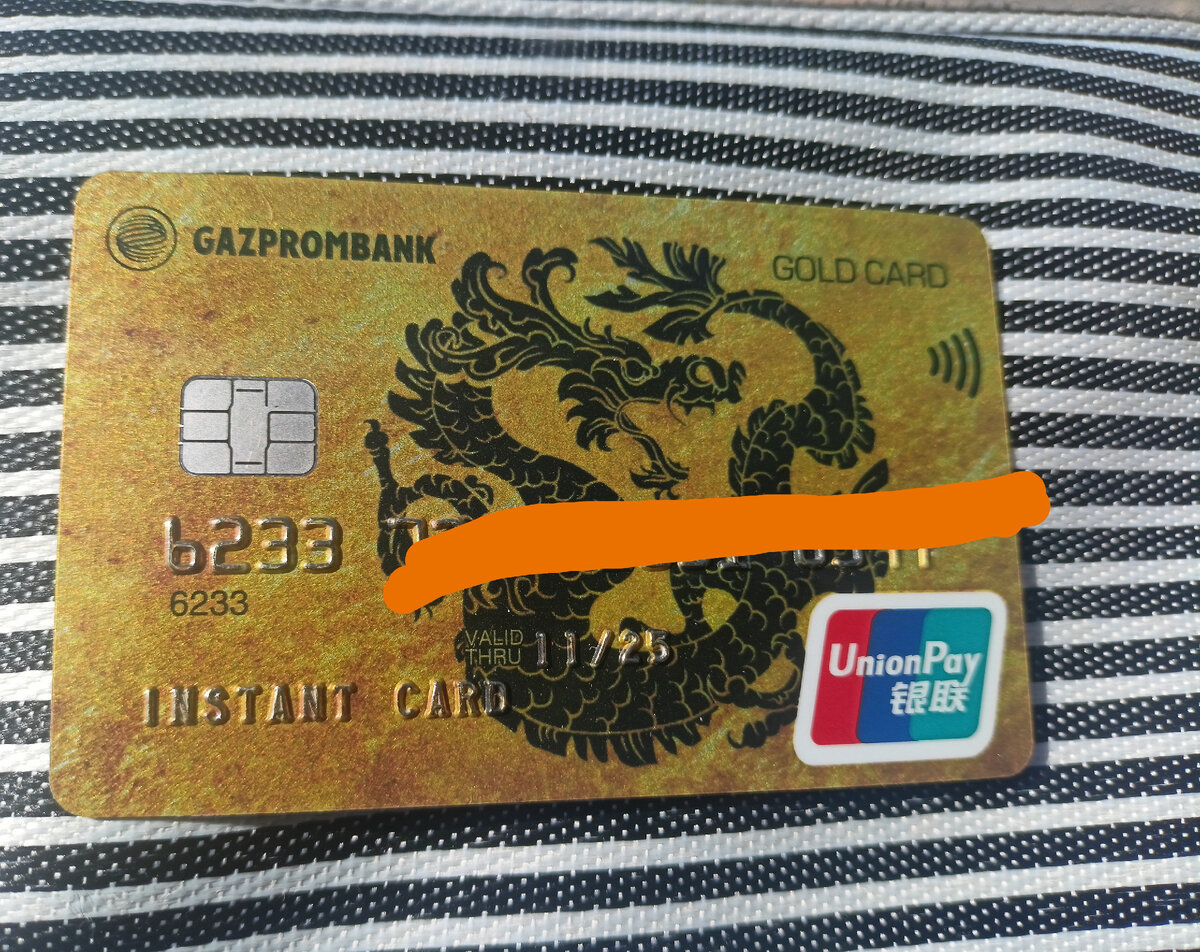 GAZPROMBANK
GOLD CARD
6233
6233
VALID
THRU 11/25
INSTANT CARD
UnionPay
银联